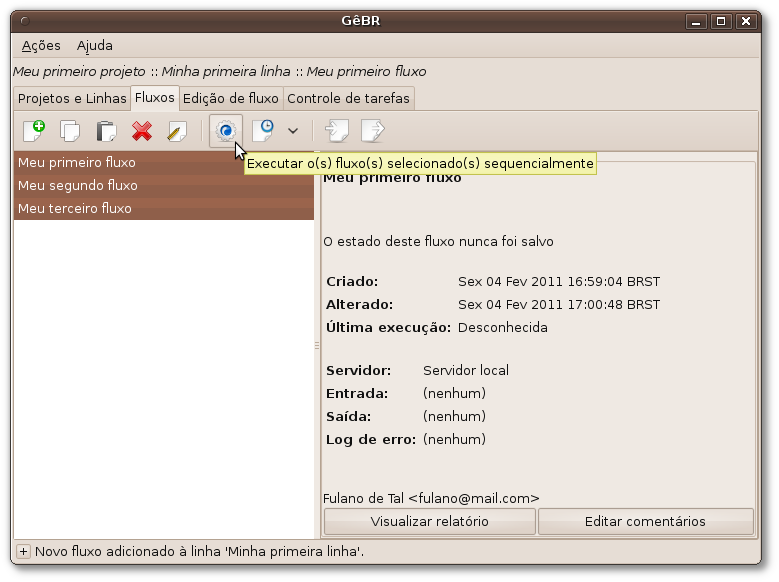 GêBR
Ações Ajuda
Meu primeiro projeto :: Minha primeira linha :: Meu primeiro fluxo
Projetos e Linhas Fluxos Edição de fluxo Controle de tarefas
Executar o(s) fluxo(s) selecionado(s) sequencialmente
Meu primeiro fluxo
Meu segundo fluxo
Meu terceiro fluxo
Meu primeiro fluxo
O estado deste fluxo nunca foi salvo
Criado: Sex 04 Fev 2011 16:59:04 BRST
Alterado: Sex 04 Fev 2011 17:00:48 BRST
Última execução: Desconhecida
Servidor: Servidor local
Entrada: (nenhum)
Saída: (nenhum)
Log de erro: (nenhum)
Fulano de Tal <fulano@mail.com>
Visualizar relatório Editar comentários
Novo fluxo adicionado à linha 'Minha primeira linha'.